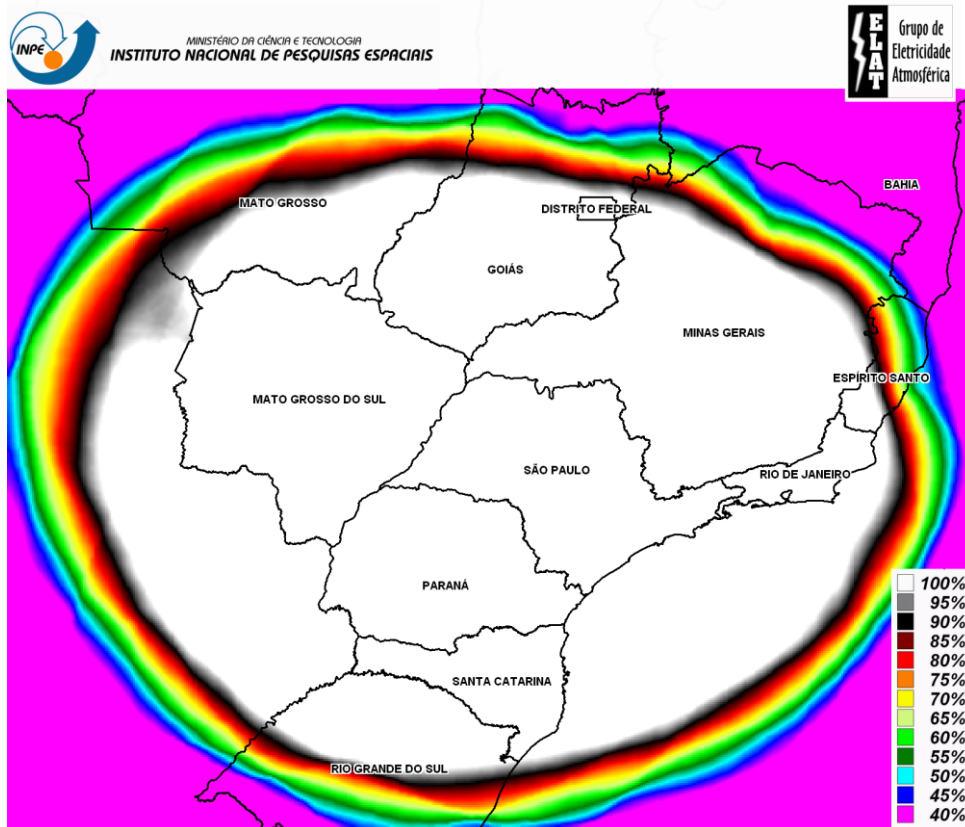 INPE
MINISTÉRIO DA CIÊNCIA E TECNOLOGIA
INSTITUTO NACIONAL DE PESQUISAS ESPACIAIS
ELAT
Grupo de
Eletricidade
Atmosférica
BAHIA
MATO GROSSO
DISTRITO FEDERAL
GOIÁS
MINAS GERAIS
ESPÍRITO SANTO
MATO GROSSO DO SUL
SÃO PAULO
RIO DE JANEIRO
PARANÁ
SANTA CATARINA
RIO GRANDE DO SUL
100%
95%
90%
85%
80%
75%
70%
65%
60%
55%
50%
45%
40%